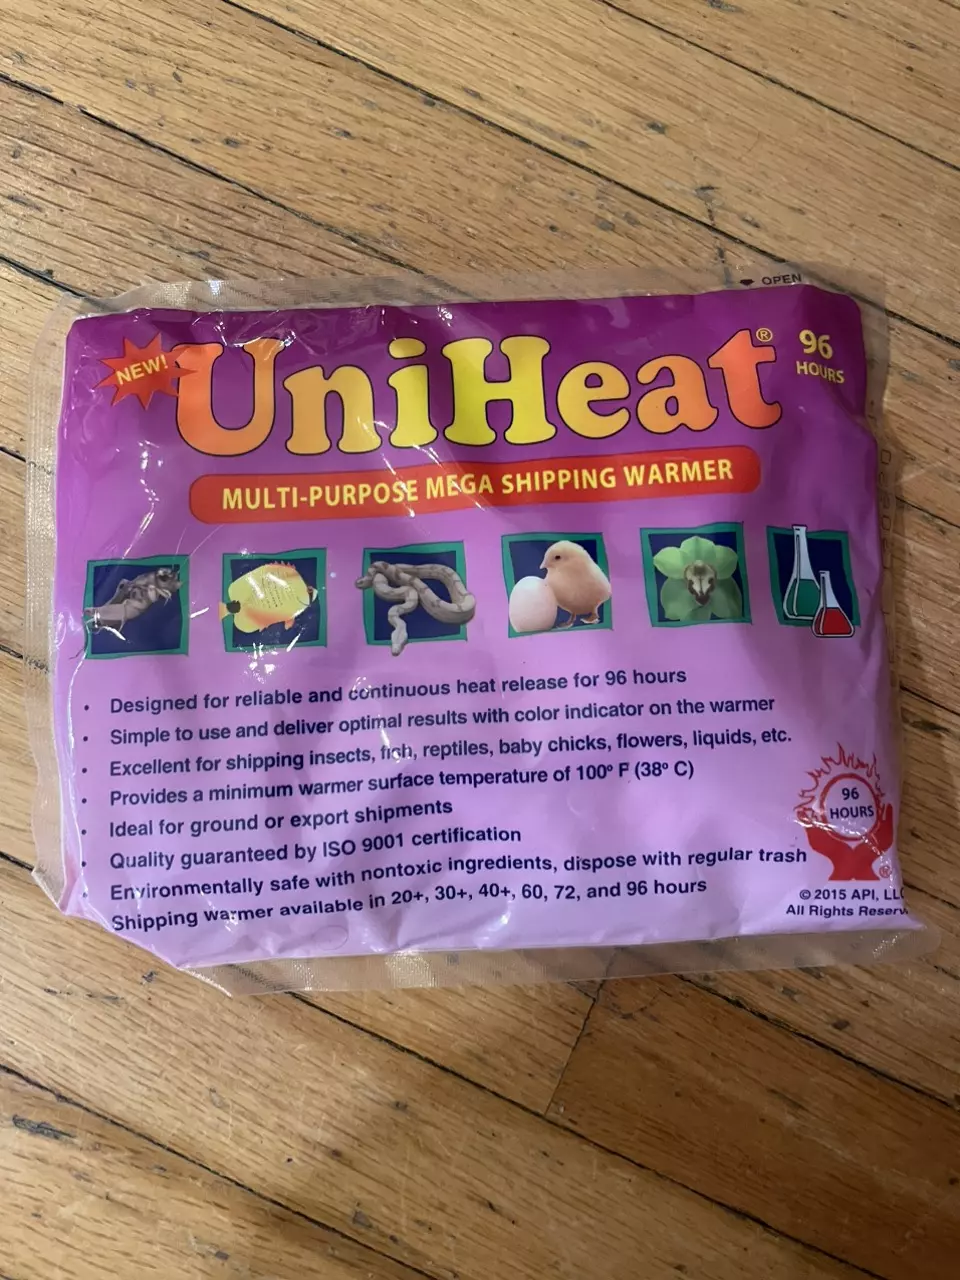 OPEN
NEW!
UniHeat®
96
HOURS
MULTI-PURPOSE MEGA SHIPPING WARMER
• Designed for reliable and continuous heat release for 96 hours
• Simple to use and deliver optimal results with color indicator on the warmer
• Excellent for shipping insects, fish, reptiles, baby chicks, flowers, liquids, etc.
• Provides a minimum warmer surface temperature of 100º F (38º C)
• Ideal for ground or export shipments
• Quality guaranteed by ISO 9001 certification
• Environmentally safe with nontoxic ingredients, dispose with regular trash
Shipping warmer available in 20+, 30+, 40+, 60, 72, and 96 hours
96
HOURS
®
© 2015 API, LLC
All Rights Reserv